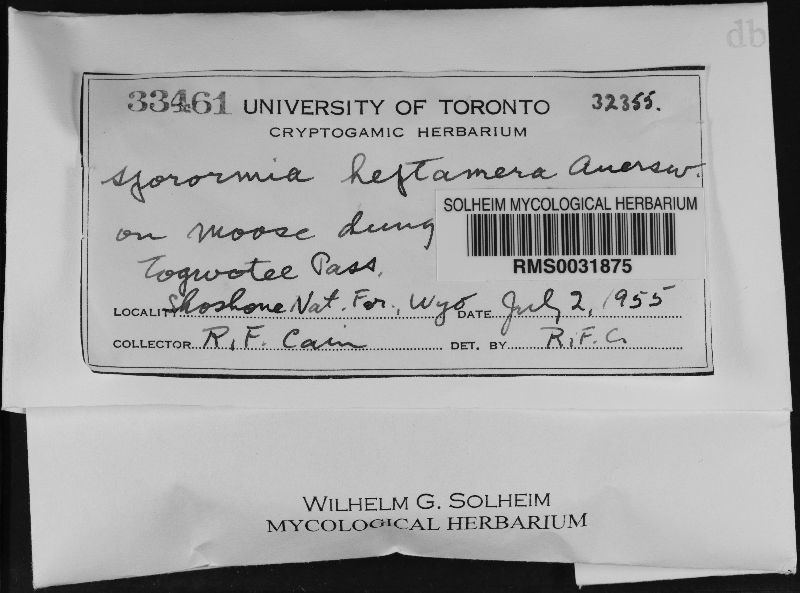 db
33461 UNIVERSITY OF TORONTO 32355.
CRYPTOGAMIC HERBARIUM
Sporormia heptamera Auersw.
on moose dung
SOLHEIM MYCOLOGICAL HERBARIUM
RMS0031875
Togwotee Pass,
LOCALITY Shoshone Nat. For., Wyo DATE July 2, 1955
COLLECTOR R. F. Cain DET. BY R. F. C.
WILHELM G. SOLHEIM
MYCOLOGICAL HERBARIUM